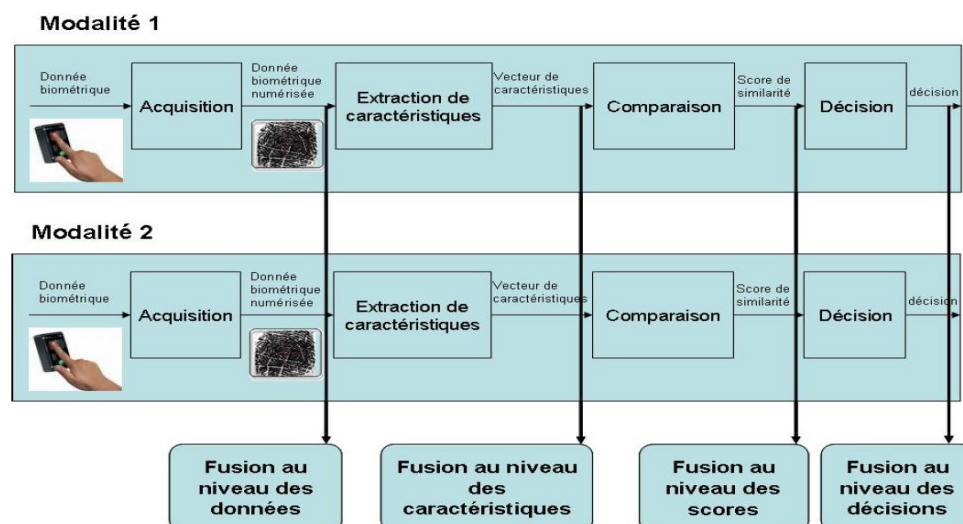 Modalité 1
Donnée
biométrique
Acquisition
Donnée
biométrique
numérisée
Extraction de
caractéristiques
Vecteur de
caractéristiques
Comparaison
Score de
similarité
Décision
décision
Modalité 2
Donnée
biométrique
Acquisition
Donnée
biométrique
numérisée
Extraction de
caractéristiques
Vecteur de
caractéristiques
Comparaison
Score de
similarité
Décision
décision
Fusion au
niveau des
données
Fusion au niveau
des
caractéristiques
Fusion au
niveau des
scores
Fusion au
niveau des
décisions